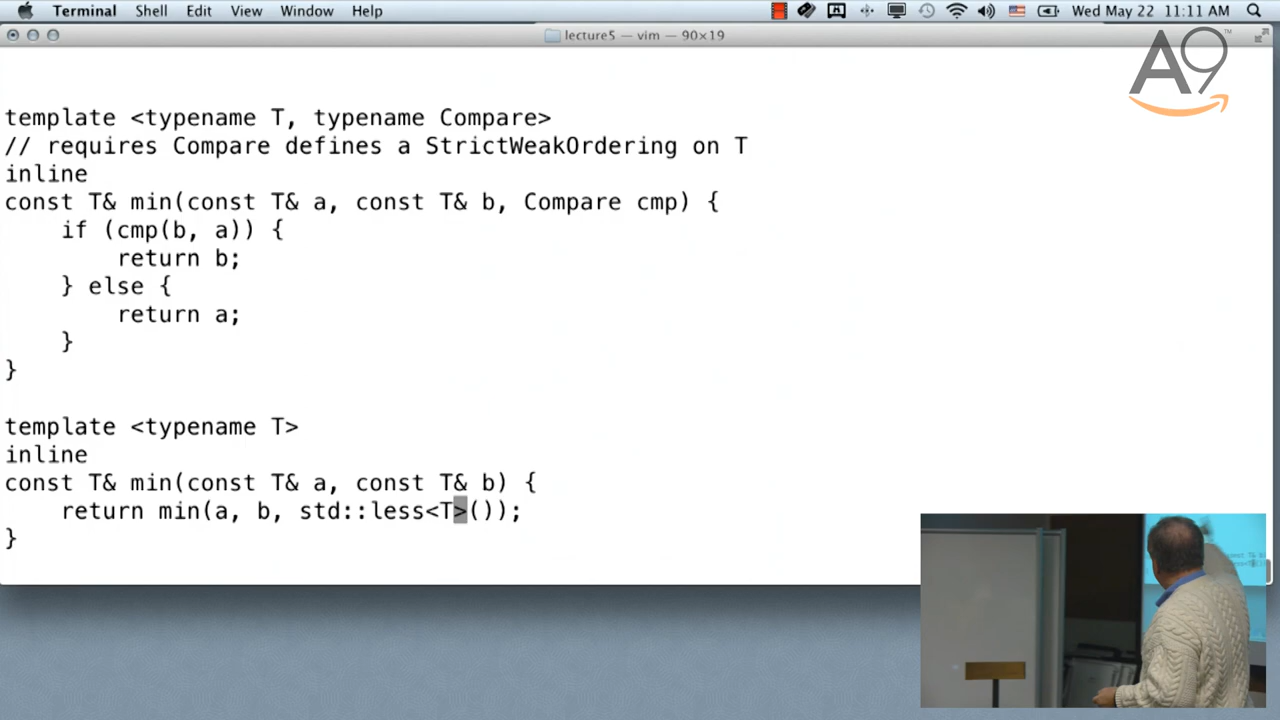 Terminal Shell Edit View Window Help Wed May 22 11:11 AM
lecture5 — vim — 90×19
A9™
template <typename T, typename Compare>
// requires Compare defines a StrictWeakOrdering on T
inline
const T& min(const T& a, const T& b, Compare cmp) {
    if (cmp(b, a)) {
        return b;
    } else {
        return a;
    }
}
template <typename T>
inline
const T& min(const T& a, const T& b) {
    return min(a, b, std::less<T>());
}